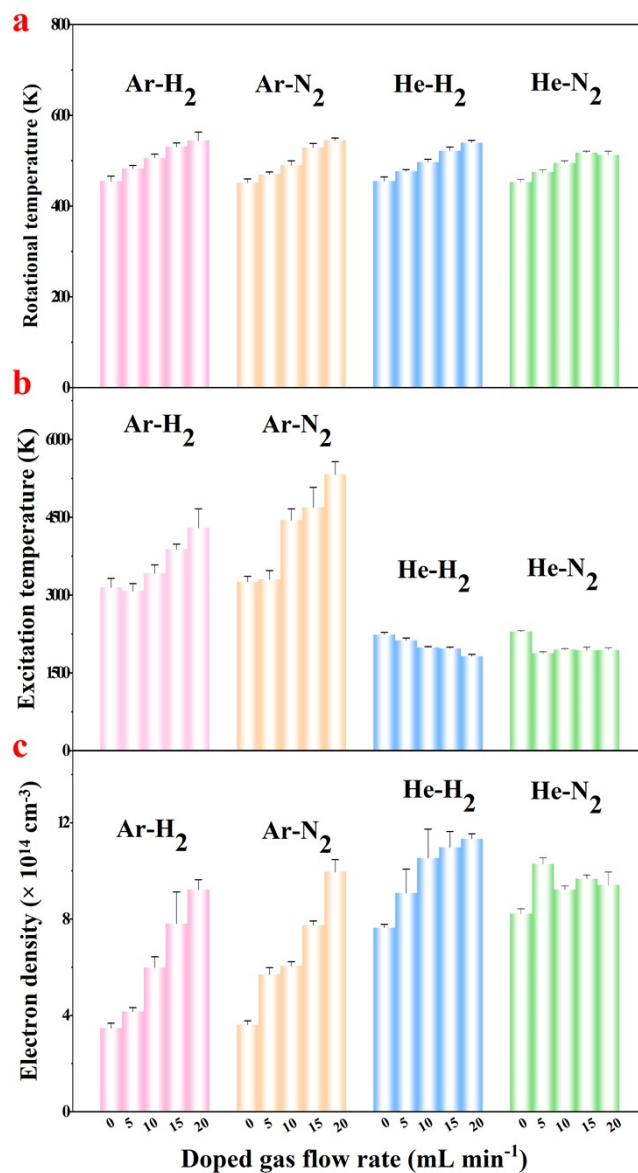 a
800
Ar-H₂ Ar-N₂ He-H₂ He-N₂
600
400
200
0
Rotational temperature (K)
b
6000
Ar-H₂ Ar-N₂
4500
He-H₂ He-N₂
3000
1500
0
Excitation temperature (K)
c
He-H₂ He-N₂
12
Ar-H₂ Ar-N₂
8
4
0
Electron density (× 10¹⁴ cm⁻³)
0 5 10 15 20 0 5 10 15 20 0 5 10 15 20 0 5 10 15 20
Doped gas flow rate (mL min⁻¹)